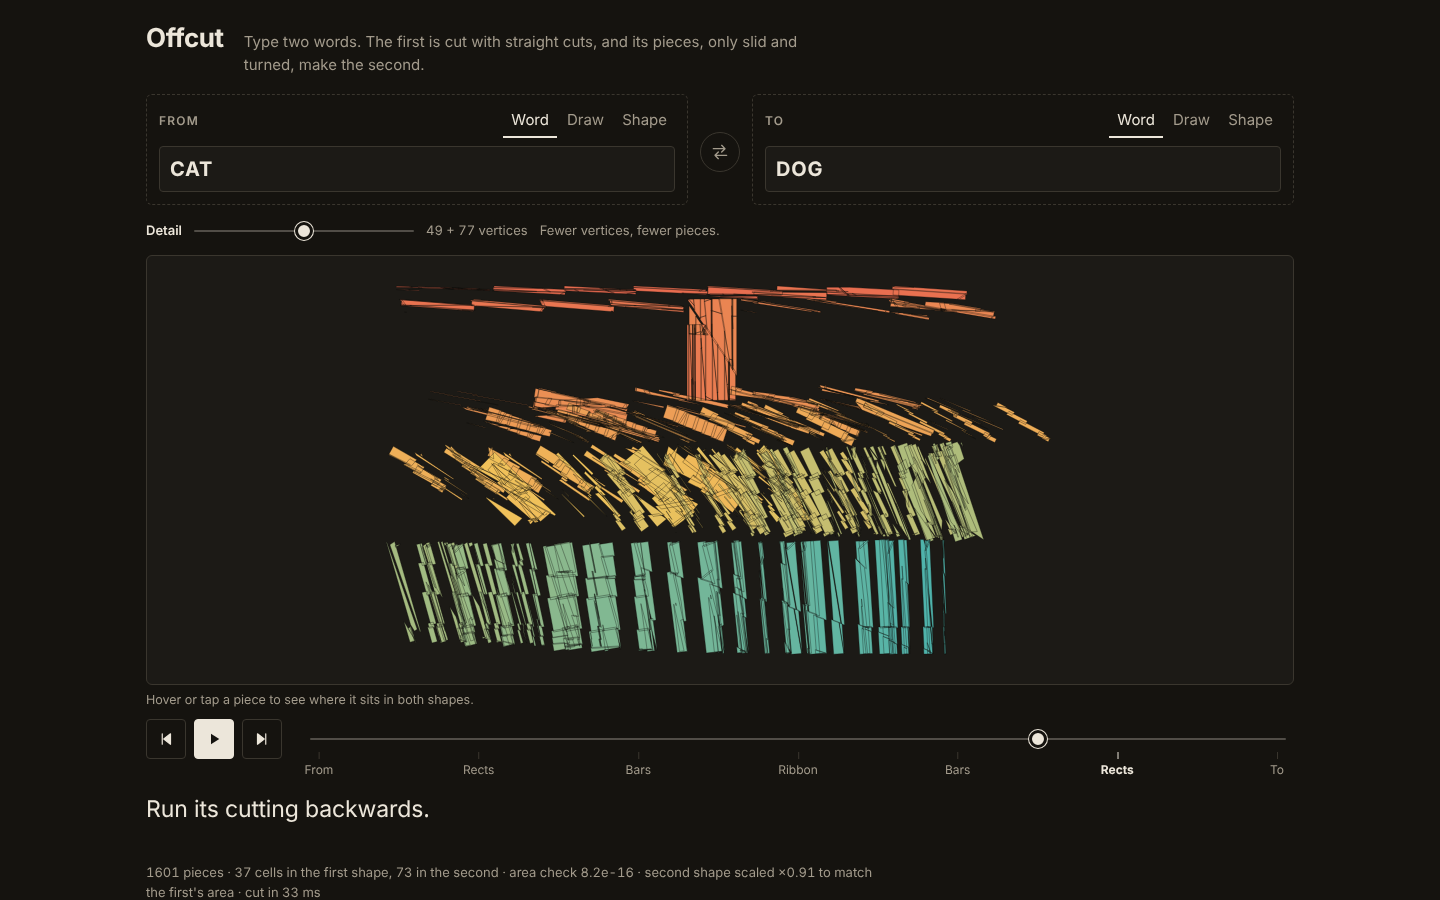 Offcut
Type two words. The first is cut with straight cuts, and its pieces, only slid and
turned, make the second.
FROM
Word Draw Shape
CAT
TO
Word Draw Shape
DOG
Detail
49 + 77 vertices Fewer vertices, fewer pieces.
Hover or tap a piece to see where it sits in both shapes.
From Rects Bars Ribbon Bars Rects To
Run its cutting backwards.
1601 pieces · 37 cells in the first shape, 73 in the second · area check 8.2e-16 · second shape scaled ×0.91 to match
the first's area · cut in 33 ms